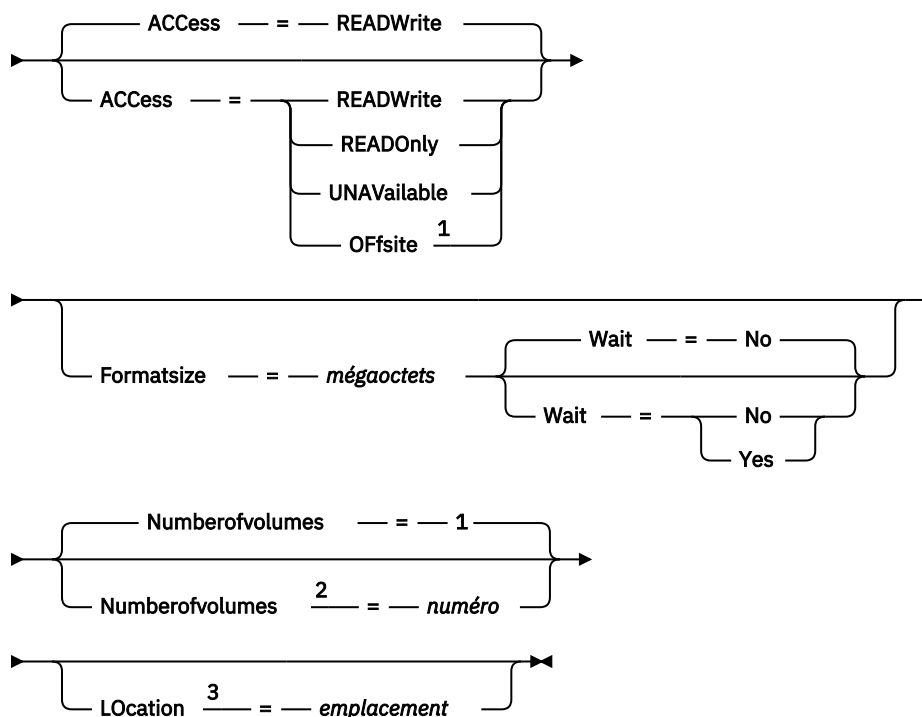 ACCess = READWrite
ACCess = READWrite
READOnly
UNAVailable
OFfsite 1
Wait = No
Formatsize = mégaoctets
Wait = No
Yes
Numberofvolumes = 1
Numberofvolumes 2 = numéro
LOcation 3 = emplacement